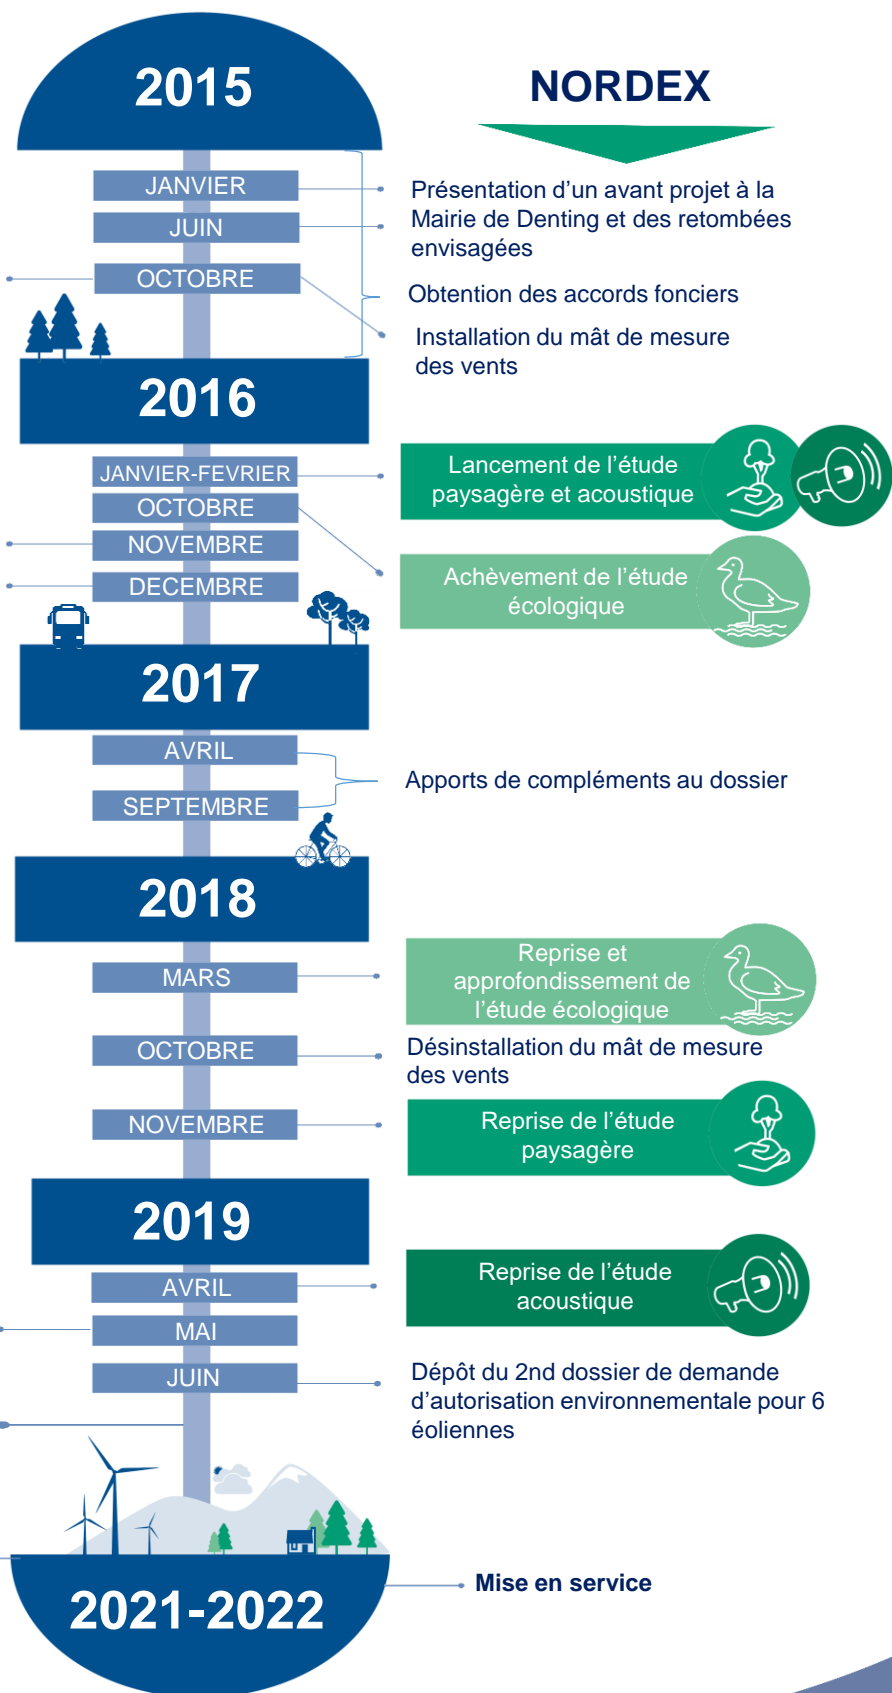 2015
NORDEX
JANVIER
Présentation d’un avant projet à la
Mairie de Denting et des retombées
envisagées
JUIN
OCTOBRE
Obtention des accords fonciers
Installation du mât de mesure
des vents
2016
JANVIER-FEVRIER
Lancement de l’étude
paysagère et acoustique
OCTOBRE
NOVEMBRE
DECEMBRE
Achèvement de l’étude
écologique
2017
AVRIL
SEPTEMBRE
Apports de compléments au dossier
2018
MARS
Reprise et
approfondissement de
l’étude écologique
OCTOBRE
Désinstallation du mât de mesure
des vents
NOVEMBRE
Reprise de l’étude
paysagère
2019
AVRIL
Reprise de l’étude
acoustique
MAI
JUIN
Dépôt du 2nd dossier de demande
d’autorisation environnementale pour 6
éoliennes
2021-2022
Mise en service